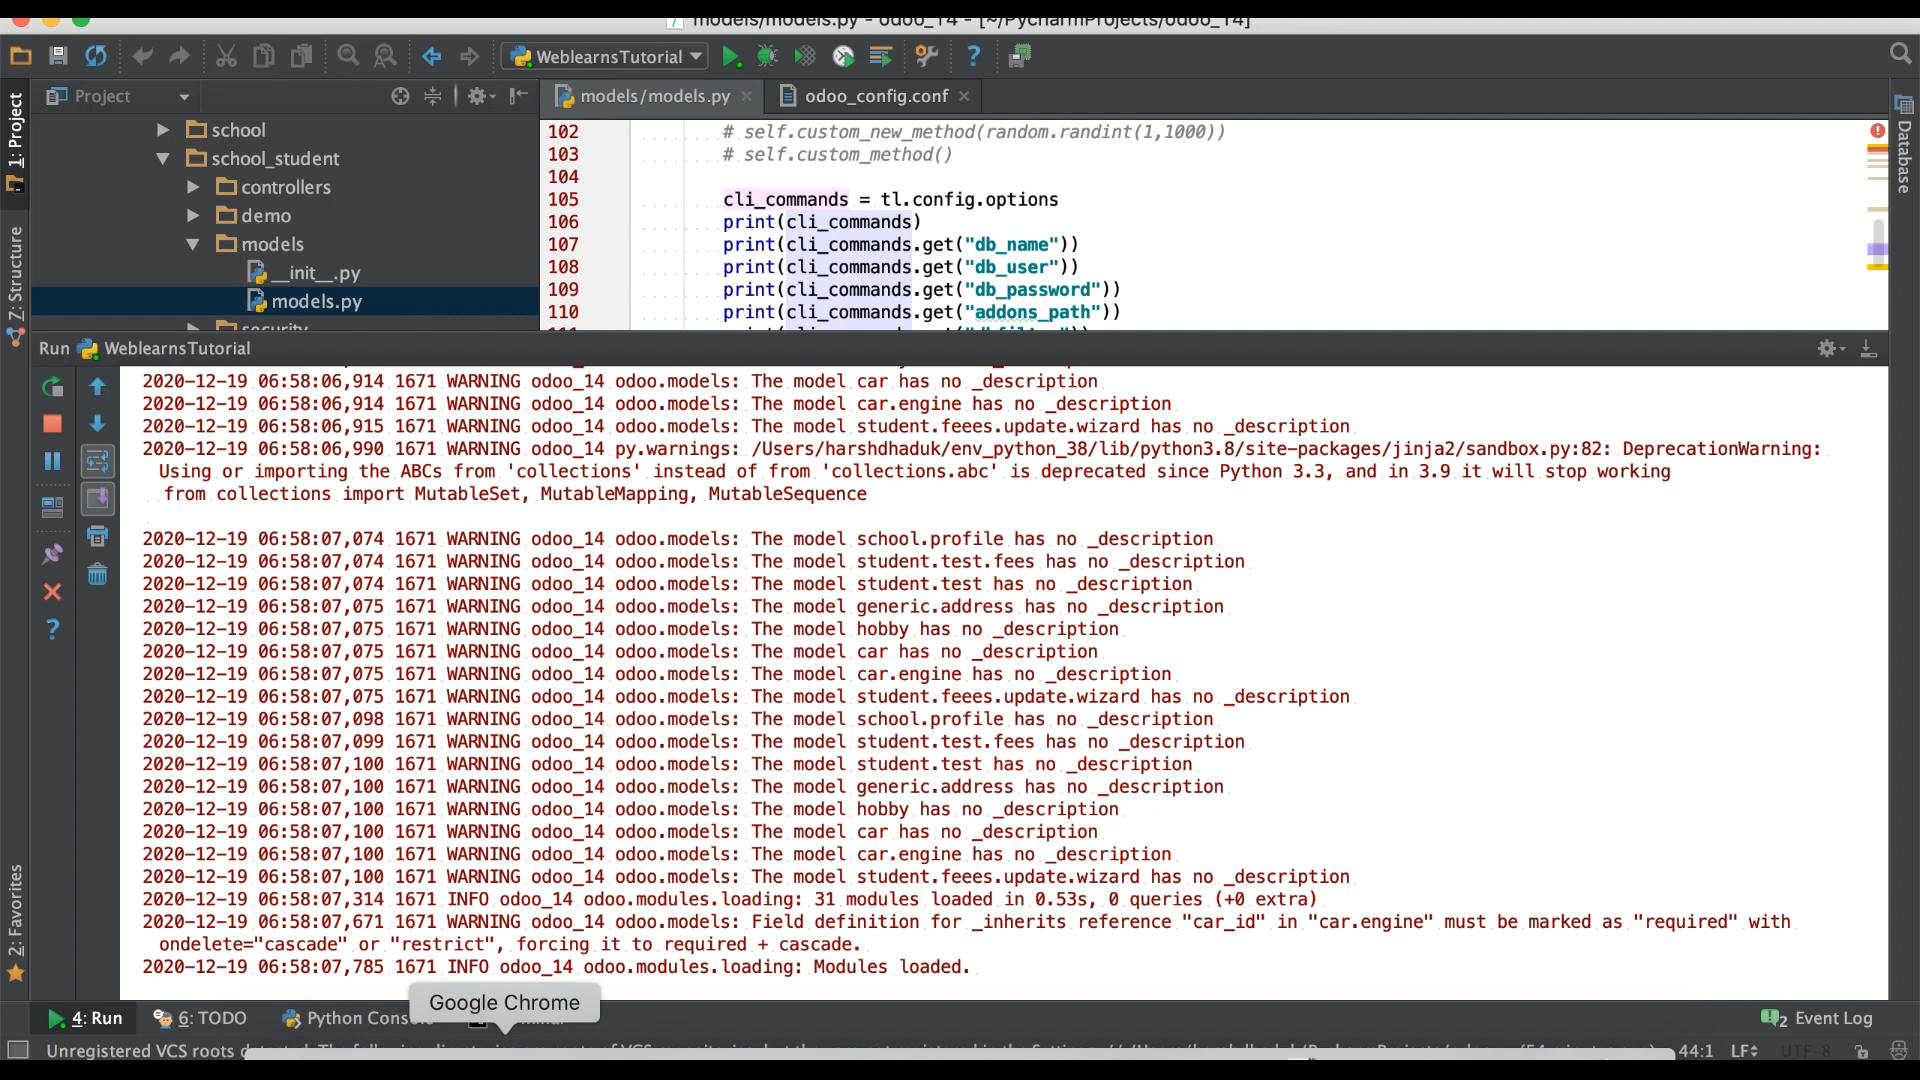 models/models.py - odoo_14 - [~/PycharmProjects/odoo_14]
WeblearnsTutorial
1: Project
Project
models/models.py
odoo_config.conf
Database
school
school_student
controllers
demo
models
__init__.py
models.py
security
Z: Structure
102 # self.custom_new_method(random.randint(1,1000))
103 # self.custom_method()
104
105 cli_commands = tl.config.options
106 print(cli_commands)
107 print(cli_commands.get("db_name"))
108 print(cli_commands.get("db_user"))
109 print(cli_commands.get("db_password"))
110 print(cli_commands.get("addons_path"))
Run WeblearnsTutorial
2020-12-19 06:58:06,914 1671 WARNING odoo_14 odoo.models: The model car has no _description
2020-12-19 06:58:06,914 1671 WARNING odoo_14 odoo.models: The model car.engine has no _description
2020-12-19 06:58:06,915 1671 WARNING odoo_14 odoo.models: The model student.feees.update.wizard has no _description
2020-12-19 06:58:06,990 1671 WARNING odoo_14 py.warnings: /Users/harshdhaduk/env_python_38/lib/python3.8/site-packages/jinja2/sandbox.py:82: DeprecationWarning:
Using or importing the ABCs from 'collections' instead of from 'collections.abc' is deprecated since Python 3.3, and in 3.9 it will stop working
from collections import MutableSet, MutableMapping, MutableSequence
2020-12-19 06:58:07,074 1671 WARNING odoo_14 odoo.models: The model school.profile has no _description
2020-12-19 06:58:07,074 1671 WARNING odoo_14 odoo.models: The model student.test.fees has no _description
2020-12-19 06:58:07,074 1671 WARNING odoo_14 odoo.models: The model student.test has no _description
2020-12-19 06:58:07,075 1671 WARNING odoo_14 odoo.models: The model generic.address has no _description
2020-12-19 06:58:07,075 1671 WARNING odoo_14 odoo.models: The model hobby has no _description
2020-12-19 06:58:07,075 1671 WARNING odoo_14 odoo.models: The model car has no _description
2020-12-19 06:58:07,075 1671 WARNING odoo_14 odoo.models: The model car.engine has no _description
2020-12-19 06:58:07,075 1671 WARNING odoo_14 odoo.models: The model student.feees.update.wizard has no _description
2020-12-19 06:58:07,098 1671 WARNING odoo_14 odoo.models: The model school.profile has no _description
2020-12-19 06:58:07,099 1671 WARNING odoo_14 odoo.models: The model student.test.fees has no _description
2020-12-19 06:58:07,100 1671 WARNING odoo_14 odoo.models: The model student.test has no _description
2020-12-19 06:58:07,100 1671 WARNING odoo_14 odoo.models: The model generic.address has no _description
2020-12-19 06:58:07,100 1671 WARNING odoo_14 odoo.models: The model hobby has no _description
2020-12-19 06:58:07,100 1671 WARNING odoo_14 odoo.models: The model car has no _description
2020-12-19 06:58:07,100 1671 WARNING odoo_14 odoo.models: The model car.engine has no _description
2020-12-19 06:58:07,100 1671 WARNING odoo_14 odoo.models: The model student.feees.update.wizard has no _description
2020-12-19 06:58:07,314 1671 INFO odoo_14 odoo.modules.loading: 31 modules loaded in 0.53s, 0 queries (+0 extra)
2020-12-19 06:58:07,671 1671 WARNING odoo_14 odoo.models: Field definition for _inherits reference "car_id" in "car.engine" must be marked as "required" with
ondelete="cascade" or "restrict", forcing it to required + cascade.
2020-12-19 06:58:07,785 1671 INFO odoo_14 odoo.modules.loading: Modules loaded.
2: Favorites
Google Chrome
4: Run
6: TODO
Python Conso
2 Event Log
Unregistered VCS roots
44:1 LF UTF-8